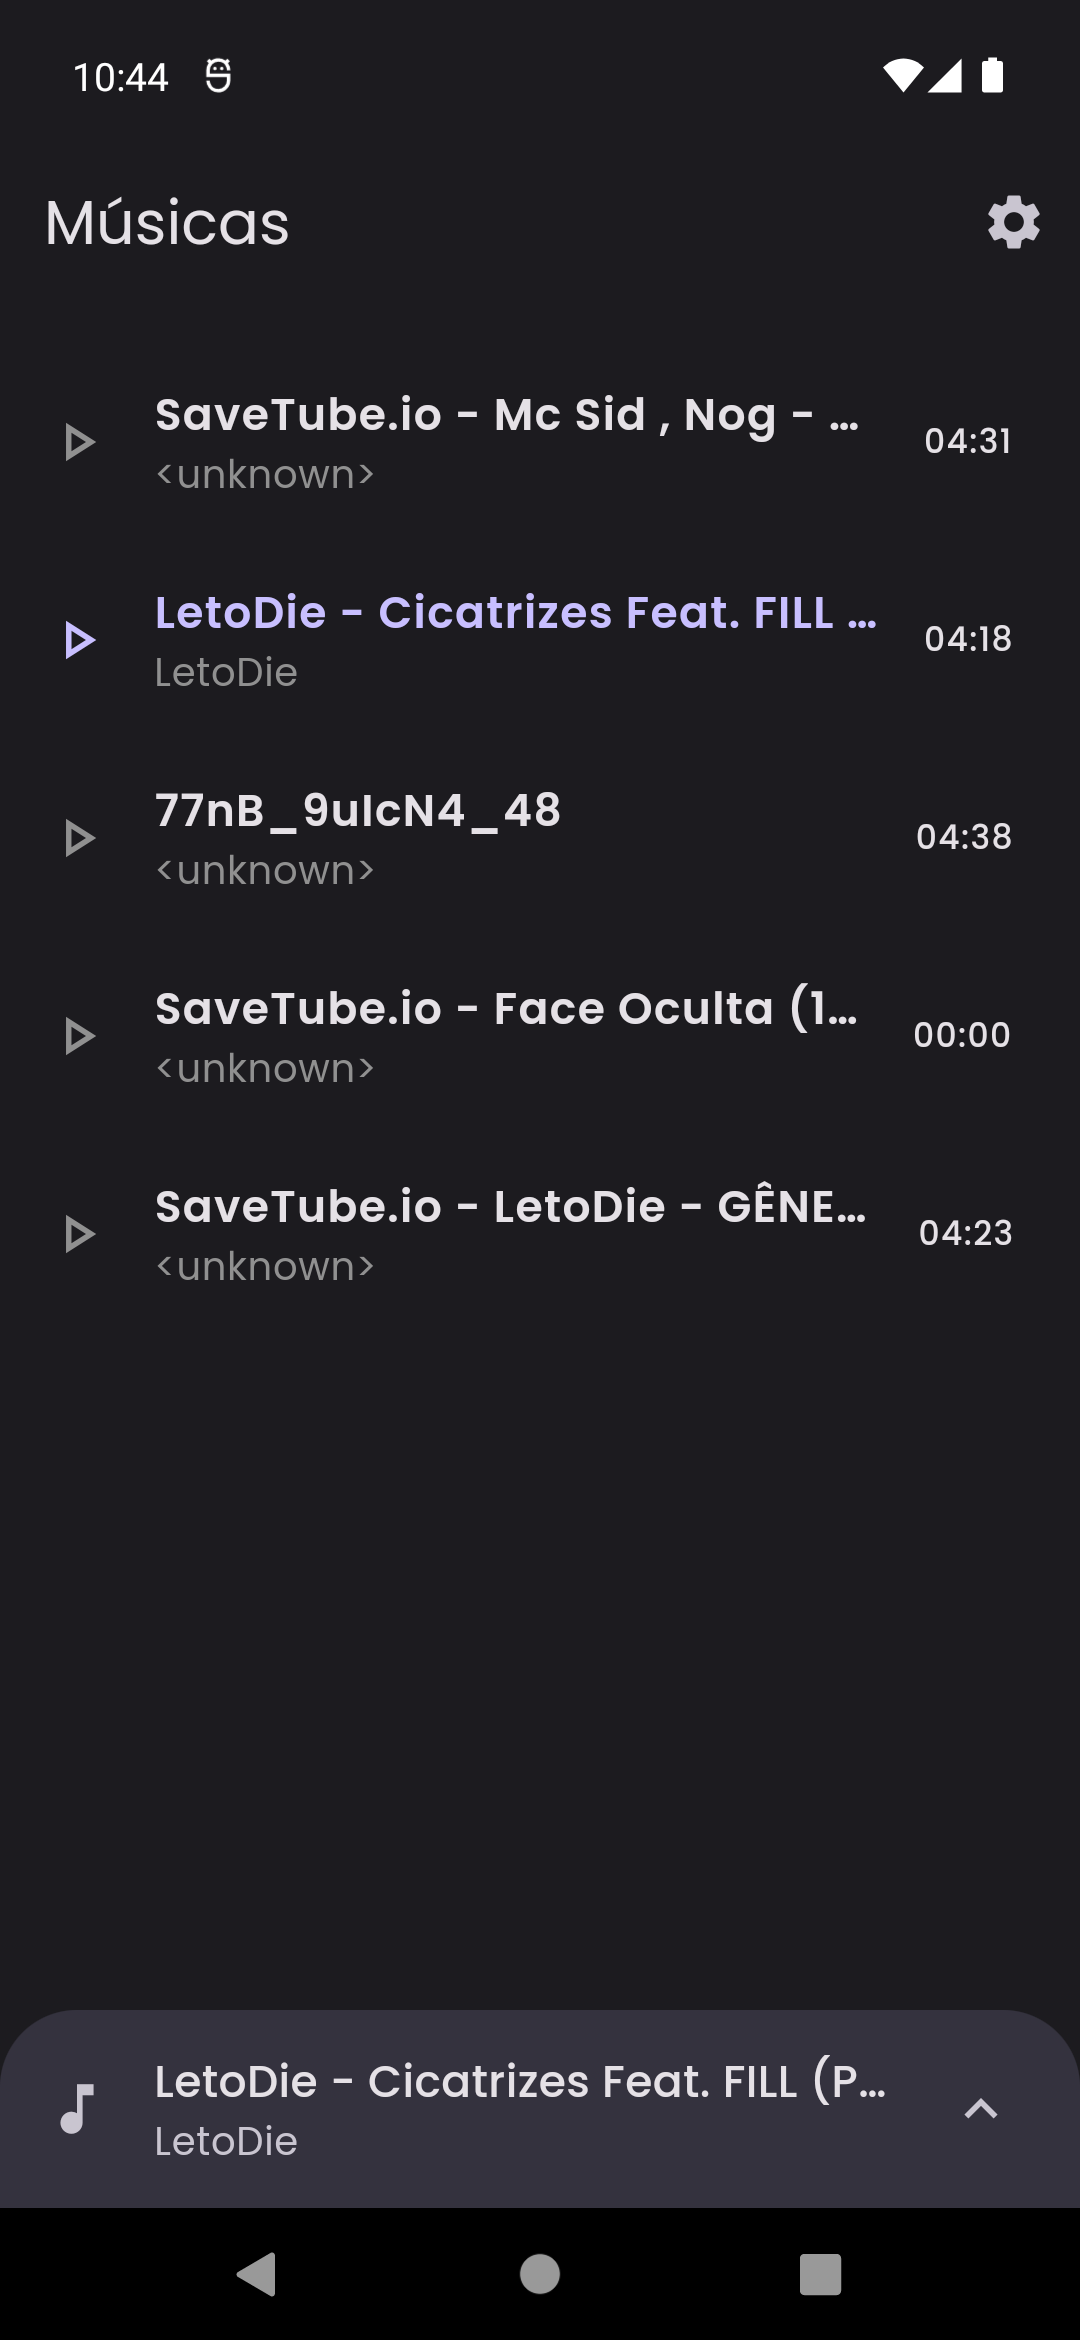 10:44
Músicas
SaveTube.io - Mc Sid , Nog - ...
<unknown>
04:31
LetoDie - Cicatrizes Feat. FILL ...
LetoDie
04:18
77nB_9uIcN4_48
<unknown>
04:38
SaveTube.io - Face Oculta (1...
<unknown>
00:00
SaveTube.io - LetoDie - GÊNE...
<unknown>
04:23
LetoDie - Cicatrizes Feat. FILL (P...
LetoDie